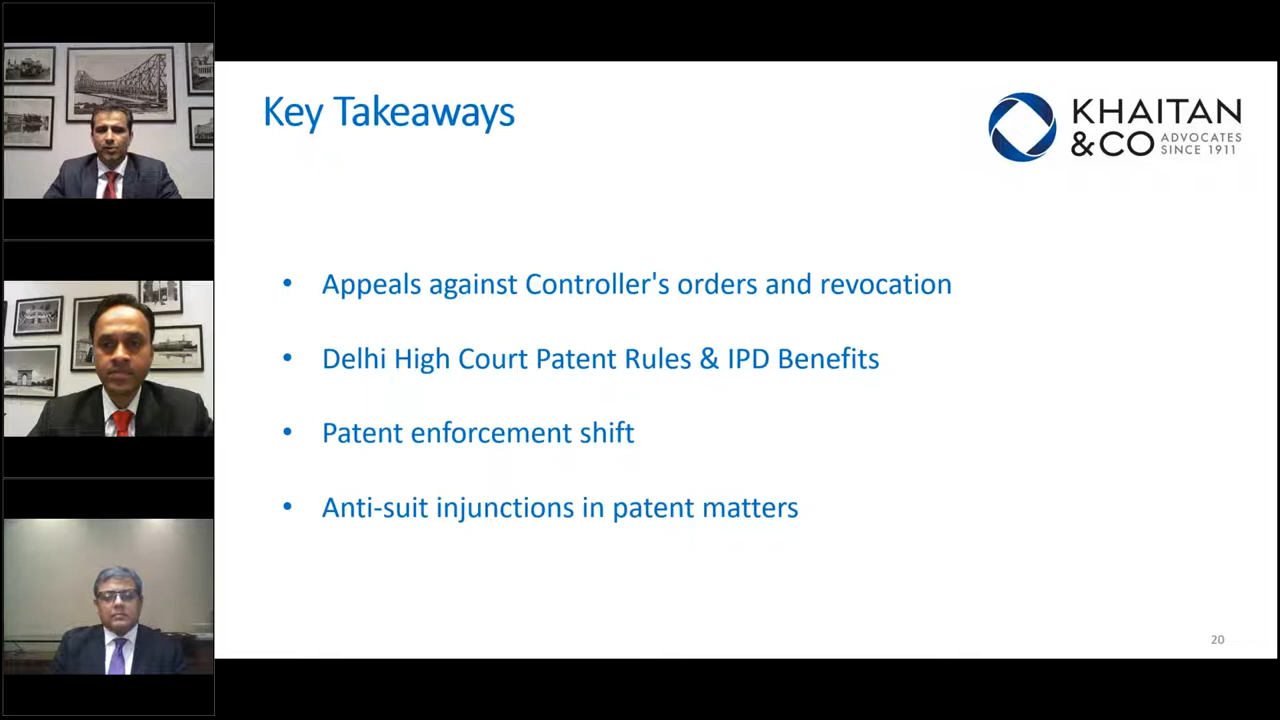 Key Takeaways
KHAITAN
&CO ADVOCATES
SINCE 1911
• Appeals against Controller's orders and revocation
• Delhi High Court Patent Rules & IPD Benefits
• Patent enforcement shift
• Anti-suit injunctions in patent matters
20